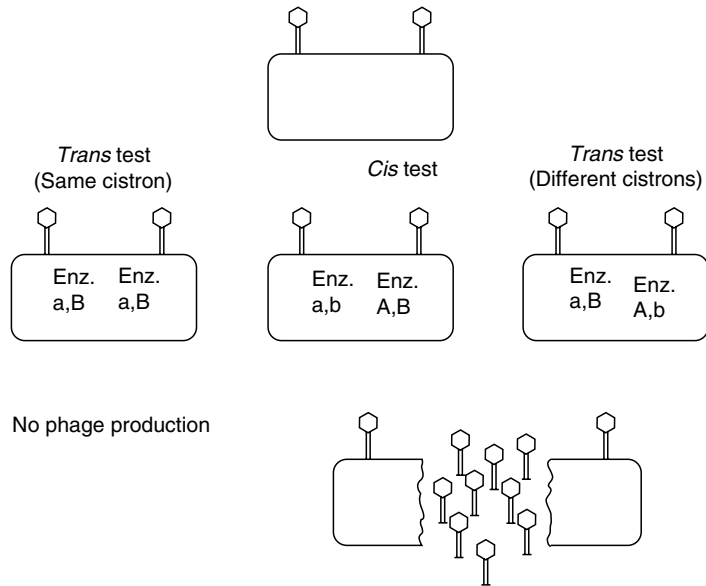 Trans test
(Same cistron)
Cis test
Trans test
(Different cistrons)
Enz.
a,B
Enz.
a,B
Enz.
a,b
Enz.
A,B
Enz.
a,B
Enz.
A,b
No phage production